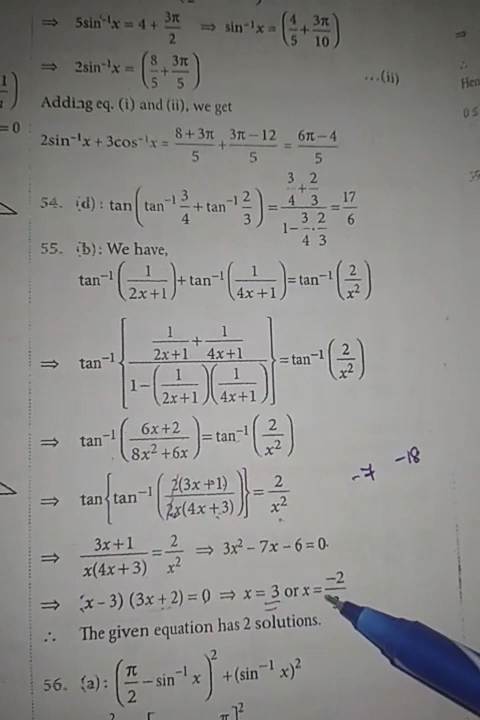 ⇒ 5sin⁻¹x = 4 + 3π/2 ⇒ sin⁻¹x = (4/5 + 3π/10)
⇒ 2sin⁻¹x = (8/5 + 3π/5) ...(ii)
Adding eq. (i) and (ii), we get
2sin⁻¹x + 3cos⁻¹x = (8+3π)/5 + (3π−12)/5 = (6π−4)/5
54. (d) : tan(tan⁻¹ 3/4 + tan⁻¹ 2/3) = (3/4 + 2/3)/(1 − 3/4 · 2/3) = 17/6
55. (b) : We have,
tan⁻¹(1/(2x+1)) + tan⁻¹(1/(4x+1)) = tan⁻¹(2/x²)
⇒ tan⁻¹[(1/(2x+1) + 1/(4x+1))/(1−(1/(2x+1))(1/(4x+1)))] = tan⁻¹(2/x²)
⇒ tan⁻¹((6x+2)/(8x²+6x)) = tan⁻¹(2/x²)
⇒ tan{tan⁻¹(2(3x+1)/2x(4x+3))} = 2/x² -7 -18
⇒ (3x+1)/(x(4x+3)) = 2/x² ⇒ 3x² − 7x − 6 = 0
⇒ (x − 3) (3x + 2) = 0 ⇒ x = 3 or x = −2
∴ The given equation has 2 solutions.
56. (a) : (π/2 − sin⁻¹ x)² + (sin⁻¹ x)²